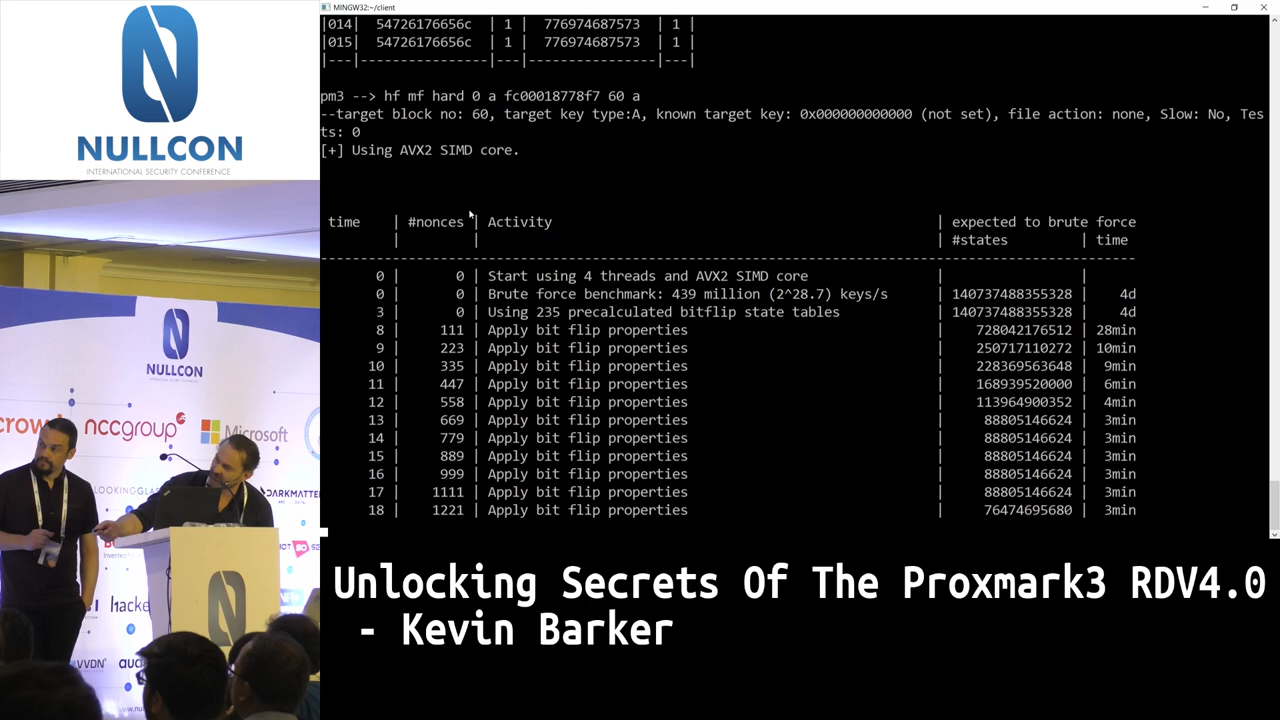 NULLCON
INTERNATIONAL SECURITY CONFERENCE
MINGW32:~/client
|014| 54726176656c | 1 | 776974687573 | 1 |
|015| 54726176656c | 1 | 776974687573 | 1 |
|---|----------------|---|----------------|---|
pm3 --> hf mf hard 0 a fc00018778f7 60 a
--target block no: 60, target key type:A, known target key: 0x000000000000 (not set), file action: none, Slow: No, Tes
ts: 0
[+] Using AVX2 SIMD core.
time | #nonces | Activity | expected to brute force
| | | #states | time
0 | 0 | Start using 4 threads and AVX2 SIMD core | |
0 | 0 | Brute force benchmark: 439 million (2^28.7) keys/s | 140737488355328 | 4d
3 | 0 | Using 235 precalculated bitflip state tables | 140737488355328 | 4d
8 | 111 | Apply bit flip properties | 728042176512 | 28min
9 | 223 | Apply bit flip properties | 250717110272 | 10min
10 | 335 | Apply bit flip properties | 228369563648 | 9min
11 | 447 | Apply bit flip properties | 168939520000 | 6min
12 | 558 | Apply bit flip properties | 113964900352 | 4min
13 | 669 | Apply bit flip properties | 88805146624 | 3min
14 | 779 | Apply bit flip properties | 88805146624 | 3min
15 | 889 | Apply bit flip properties | 88805146624 | 3min
16 | 999 | Apply bit flip properties | 88805146624 | 3min
17 | 1111 | Apply bit flip properties | 88805146624 | 3min
18 | 1221 | Apply bit flip properties | 76474695680 | 3min
NULLCON
nccgroup
Microsoft
DARKMATTER
hacke
VVDN
Unlocking Secrets Of The Proxmark3 RDV4.0
- Kevin Barker